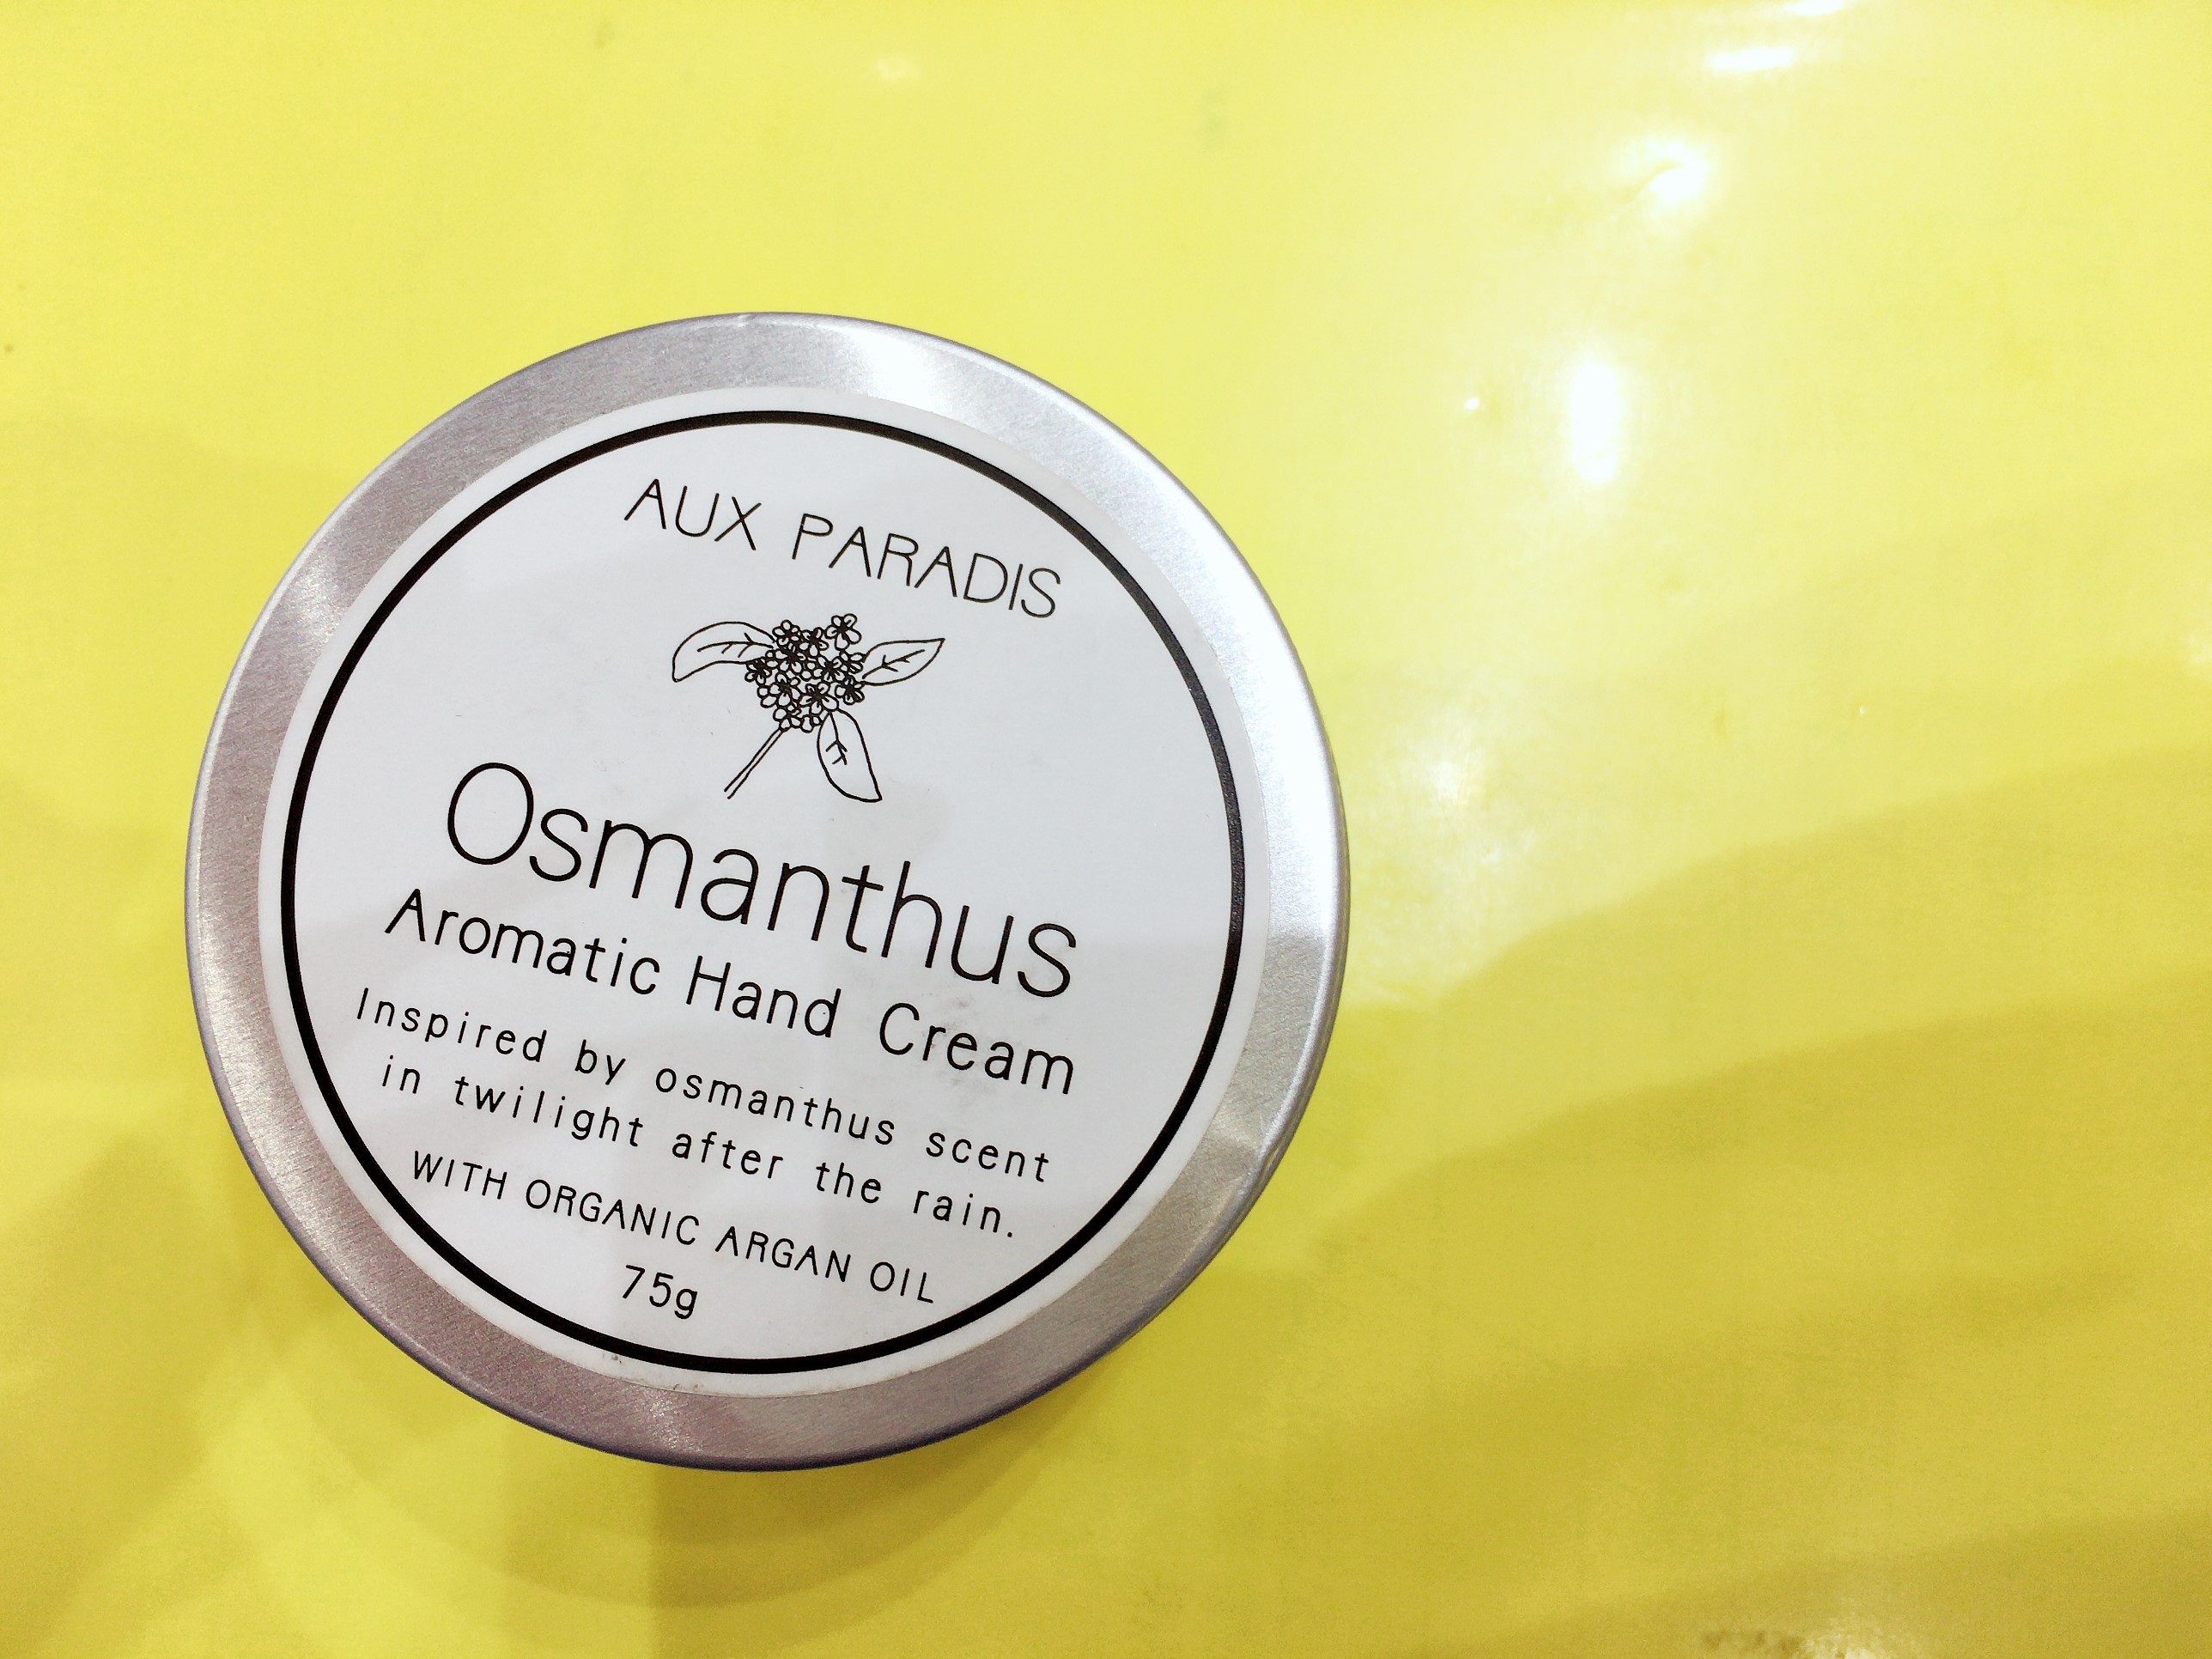 AUX PARADIS
Osmanthus
Aromatic Hand Cream
Inspired by osmanthus scent
in twilight after the rain.
WITH ORGANIC ARGAN OIL
75g